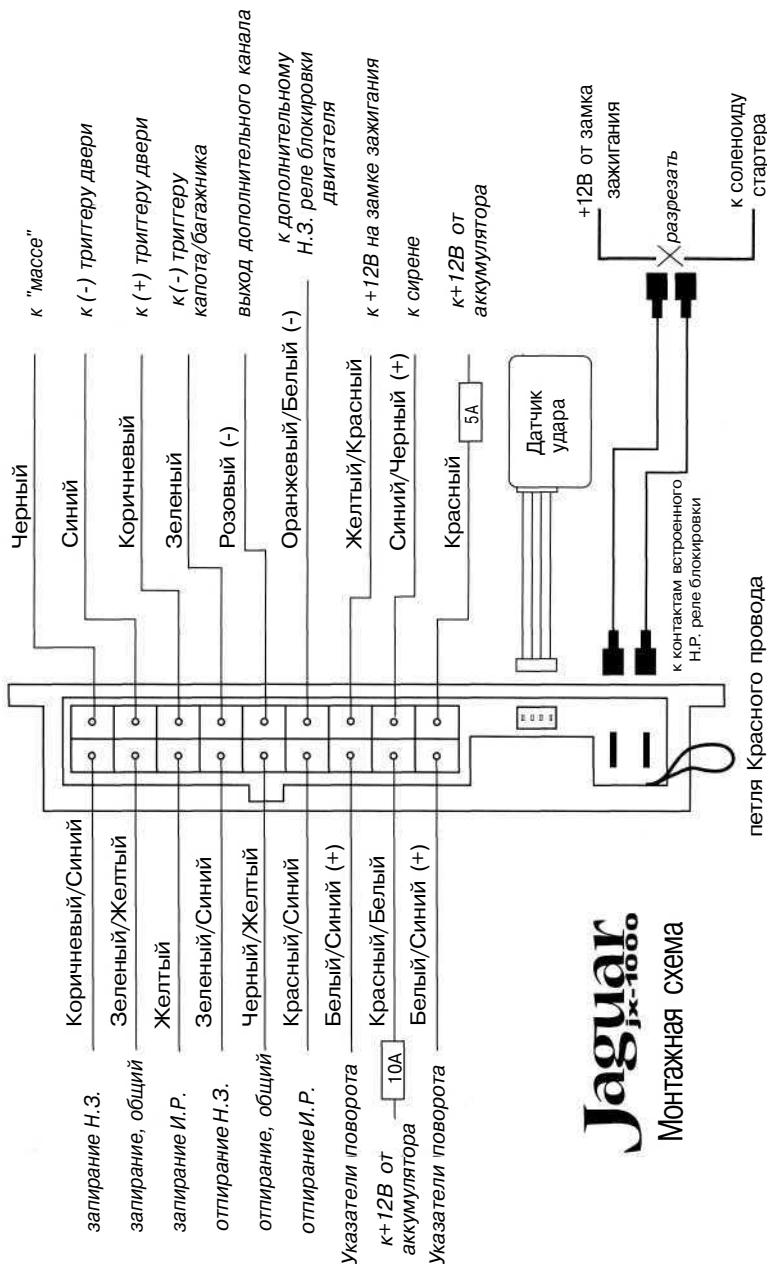 Черный
к "массе"
Синий
к (-) триггеру двери
Коричневый
к (+) триггеру двери
Зеленый
к (-) триггеру
капота/багажника
Розовый (-)
выход дополнительного канала
Оранжевый/Белый (-)
к дополнительному
Н.З. реле блокировки
двигателя
Желтый/Красный
к +12В на замке зажигания
Синий/Черный (+)
к сирене
Красный
5А
к+12В от
аккумулятора
Датчик
удара
к контактам встроенного
Н.Р. реле блокировки
+12В от замка
зажигания
разрезать
к соленоиду
стартера
петля Красного провода
Коричневый/Синий
запирание Н.З.
Зеленый/Желтый
запирание, общий
Желтый
запирание И.Р.
Зеленый/Синий
отпирание Н.З.
Черный/Желтый
отпирание, общий
Красный/Синий
отпирание И.Р.
Белый/Синий (+)
Указатели поворота
Красный/Белый
10А
к+12В от
аккумулятора
Белый/Синий (+)
Указатели поворота
Jaguar
jx-1000
Монтажная схема